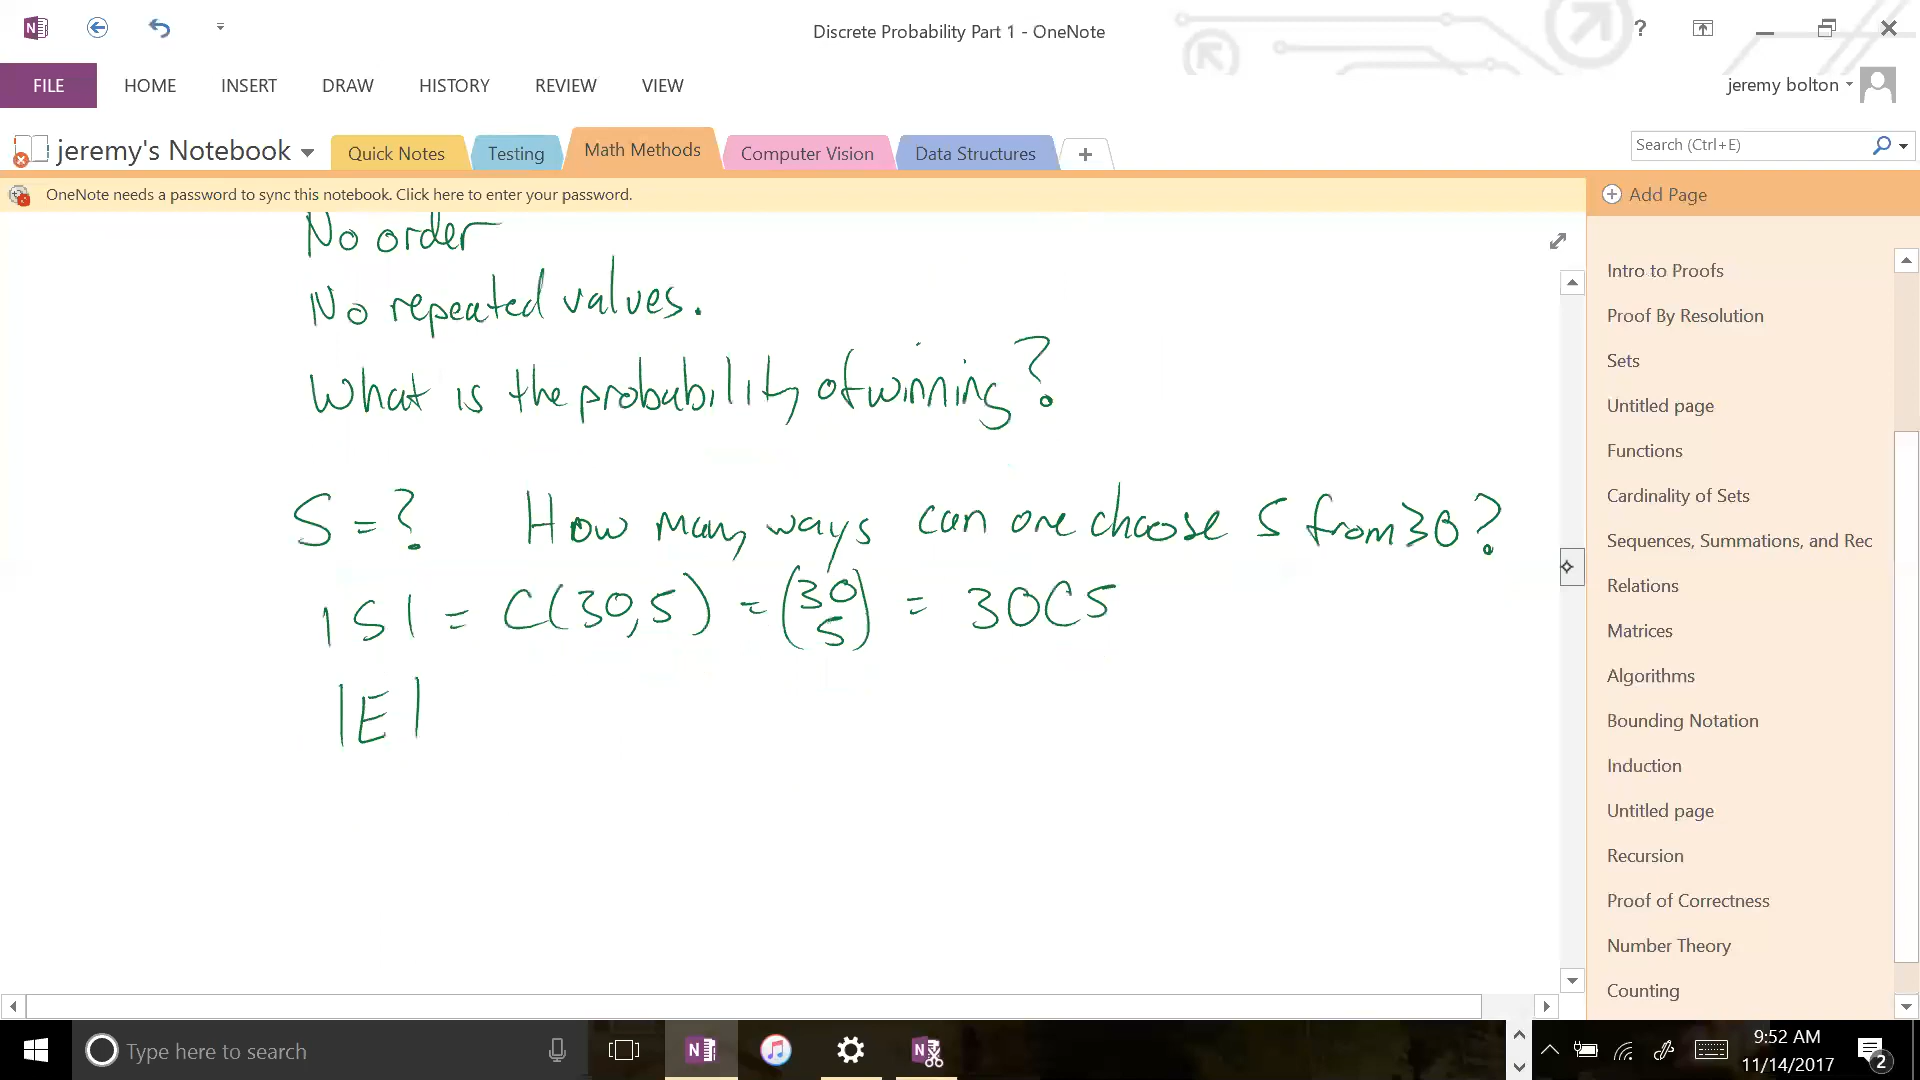 Discrete Probability Part 1 - OneNote
?
FILE HOME INSERT DRAW HISTORY REVIEW VIEW
jeremy bolton
jeremy's Notebook
Quick Notes
Testing
Math Methods
Computer Vision
Data Structures
+
Search (Ctrl+E)
OneNote needs a password to sync this notebook. Click here to enter your password.
No order
No repeated values.
What is the probability of winning?
S = ? How many ways can one choose 5 from 30?
|S| = C(30,5) = (30 5) = 30C5
|E|
Add Page
Intro to Proofs
Proof By Resolution
Sets
Untitled page
Functions
Cardinality of Sets
Sequences, Summations, and Rec
Relations
Matrices
Algorithms
Bounding Notation
Induction
Untitled page
Recursion
Proof of Correctness
Number Theory
Counting
Type here to search
9:52 AM
11/14/2017
2